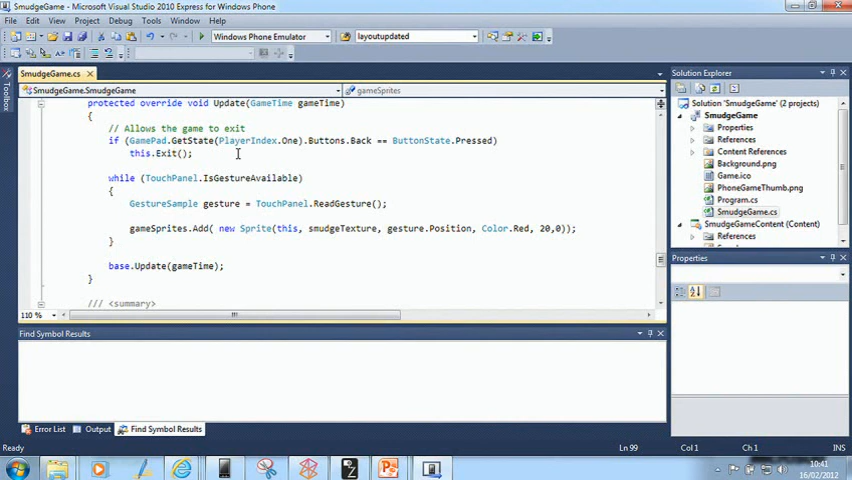 SmudgeGame - Microsoft Visual Studio 2010 Express for Windows Phone
File Edit View Project Debug Tools Window Help
Windows Phone Emulator layoutupdated
SmudgeGame.cs
SmudgeGame.SmudgeGame gameSprites
protected override void Update(GameTime gameTime)
{
// Allows the game to exit
if (GamePad.GetState(PlayerIndex.One).Buttons.Back == ButtonState.Pressed)
this.Exit();
while (TouchPanel.IsGestureAvailable)
{
GestureSample gesture = TouchPanel.ReadGesture();
gameSprites.Add( new Sprite(this, smudgeTexture, gesture.Position, Color.Red, 20,0));
}
base.Update(gameTime);
}
/// <summary>
110 %
Toolbox
Solution Explorer
Solution 'SmudgeGame' (2 projects)
SmudgeGame
Properties
References
Content References
Background.png
Game.ico
PhoneGameThumb.png
Program.cs
SmudgeGame.cs
SmudgeGameContent (Content)
References
Properties
Find Symbol Results
Error List Output Find Symbol Results
Ready Ln 99 Col 1 Ch 1 INS
10:41
16/02/2012